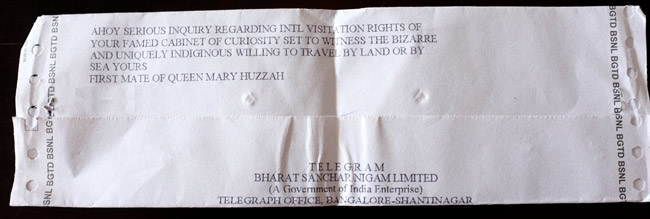 AHOY SERIOUS INQUIRY REGARDING INTL VISITATION RIGHTS OF
YOUR FAMED CABINET OF CURIOSITY SET TO WITNESS THE BIZARRE
AND UNIQUELY INDIGINOUS WILLING TO TRAVEL BY LAND OR BY
SEA YOURS
FIRST MATE OF QUEEN MARY HUZZAH
TELEGRAM
BHARAT SANCHAR NIGAM LIMITED
(A Government of India Enterprise)
TELEGRAPH OFFICE, BANGALORE-SHANTINAGAR
BSNL BGTD BSNL BGTD BSNL BGTD BSNL
BGTD BSNL BGTD BSNL BGTD BSNL BGTD BSNL